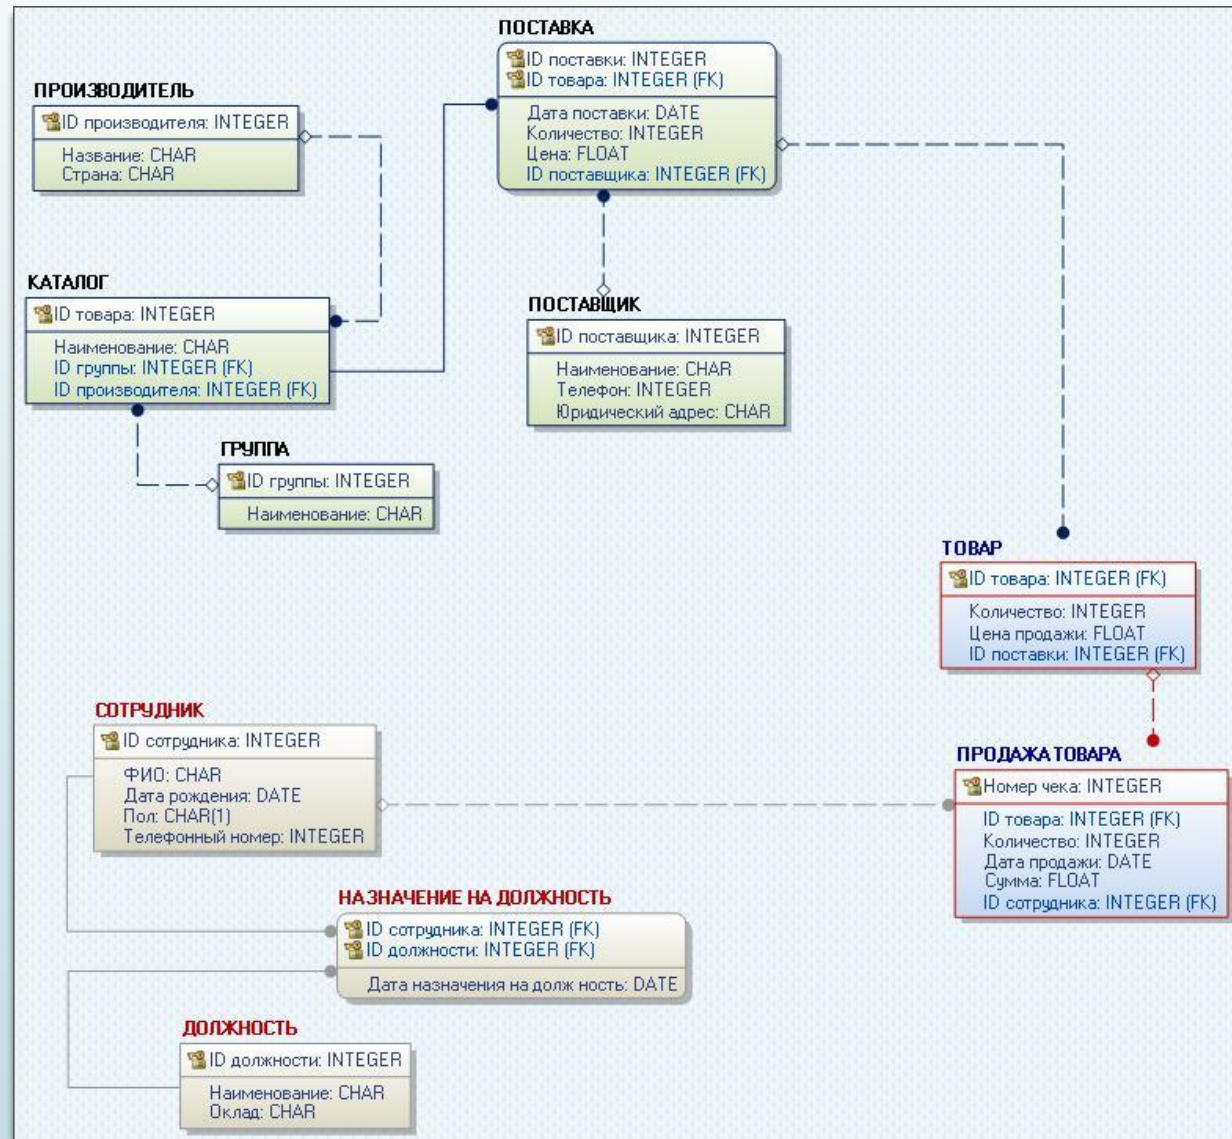 ПОСТАВКА
ID поставки: INTEGER
ID товара: INTEGER (FK)
Дата поставки: DATE
Количество: INTEGER
Цена: FLOAT
ID поставщика: INTEGER (FK)
ПРОИЗВОДИТЕЛЬ
ID производителя: INTEGER
Название: CHAR
Страна: CHAR
КАТАЛОГ
ID товара: INTEGER
Наименование: CHAR
ID группы: INTEGER (FK)
ID производителя: INTEGER (FK)
ПОСТАВЩИК
ID поставщика: INTEGER
Наименование: CHAR
Телефон: INTEGER
Юридический адрес: CHAR
ГРУППА
ID группы: INTEGER
Наименование: CHAR
ТОВАР
ID товара: INTEGER (FK)
Количество: INTEGER
Цена продажи: FLOAT
ID поставки: INTEGER (FK)
СОТРУДНИК
ID сотрудника: INTEGER
ФИО: CHAR
Дата рождения: DATE
Пол: CHAR(1)
Телефонный номер: INTEGER
ПРОДАЖА ТОВАРА
Номер чека: INTEGER
ID товара: INTEGER (FK)
Количество: INTEGER
Дата продажи: DATE
Сумма: FLOAT
ID сотрудника: INTEGER (FK)
НАЗНАЧЕНИЕ НА ДОЛЖНОСТЬ
ID сотрудника: INTEGER (FK)
ID должности: INTEGER (FK)
Дата назначения на долж ность: DATE
ДОЛЖНОСТЬ
ID должности: INTEGER
Наименование: CHAR
Оклад: CHAR